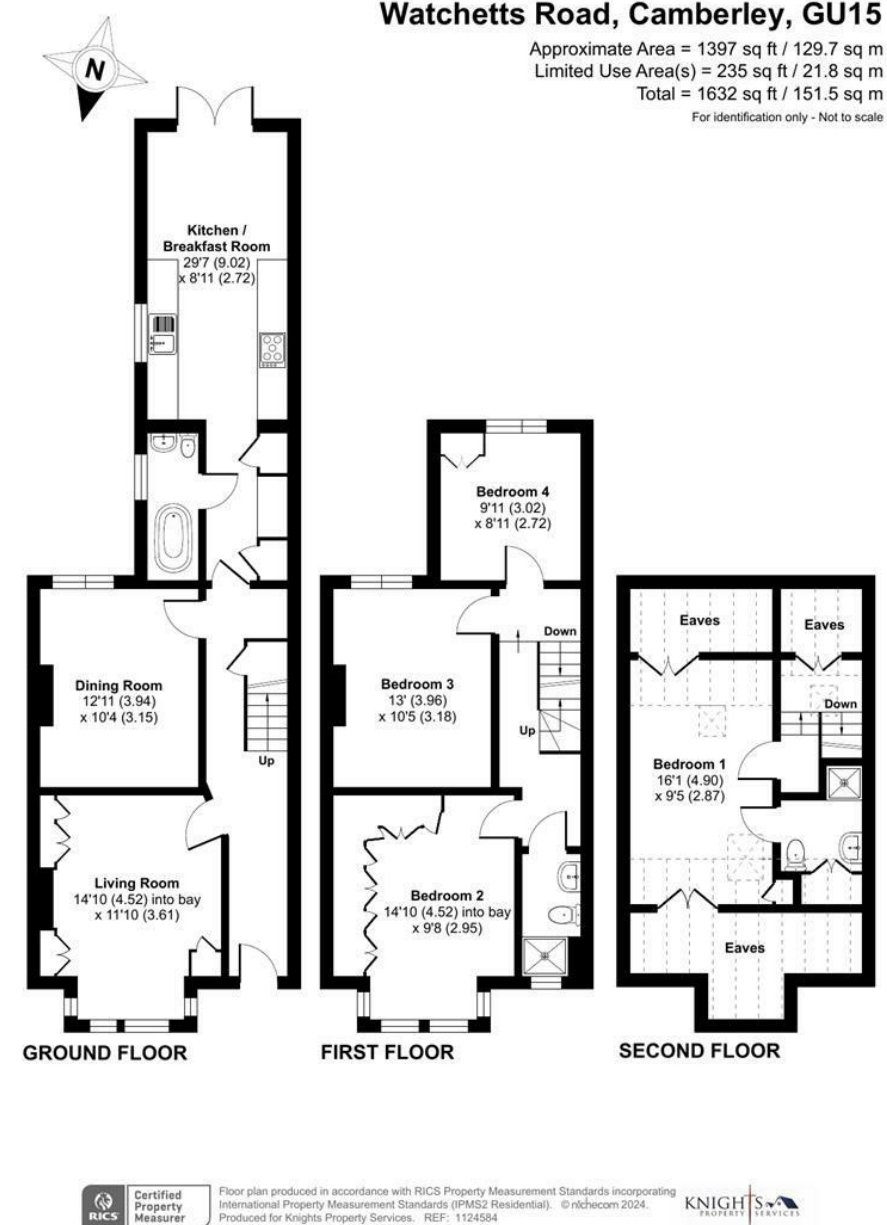 Watchetts Road, Camberley, GU15
Approximate Area = 1397 sq ft / 129.7 sq m
Limited Use Area(s) = 235 sq ft / 21.8 sq m
Total = 1632 sq ft / 151.5 sq m
For identification only - Not to scale
N
Kitchen /
Breakfast Room
29'7 (9.02)
x 8'11 (2.72)
Dining Room
12'11 (3.94)
x 10'4 (3.15)
Up
Living Room
14'10 (4.52) into bay
x 11'10 (3.61)
GROUND FLOOR
Bedroom 4
9'11 (3.02)
x 8'11 (2.72)
Down
Bedroom 3
13' (3.96)
x 10'5 (3.18)
Up
Bedroom 2
14'10 (4.52) into bay
x 9'8 (2.95)
FIRST FLOOR
Eaves
Eaves
Down
Bedroom 1
16'1 (4.90)
x 9'5 (2.87)
Eaves
SECOND FLOOR
RICS
Certified
Property
Measurer
Floor plan produced in accordance with RICS Property Measurement Standards incorporating
International Property Measurement Standards (IPMS2 Residential). © nichecom 2024.
Produced for Knights Property Services. REF: 1124584
KNIGHTS
PROPERTY SERVICES